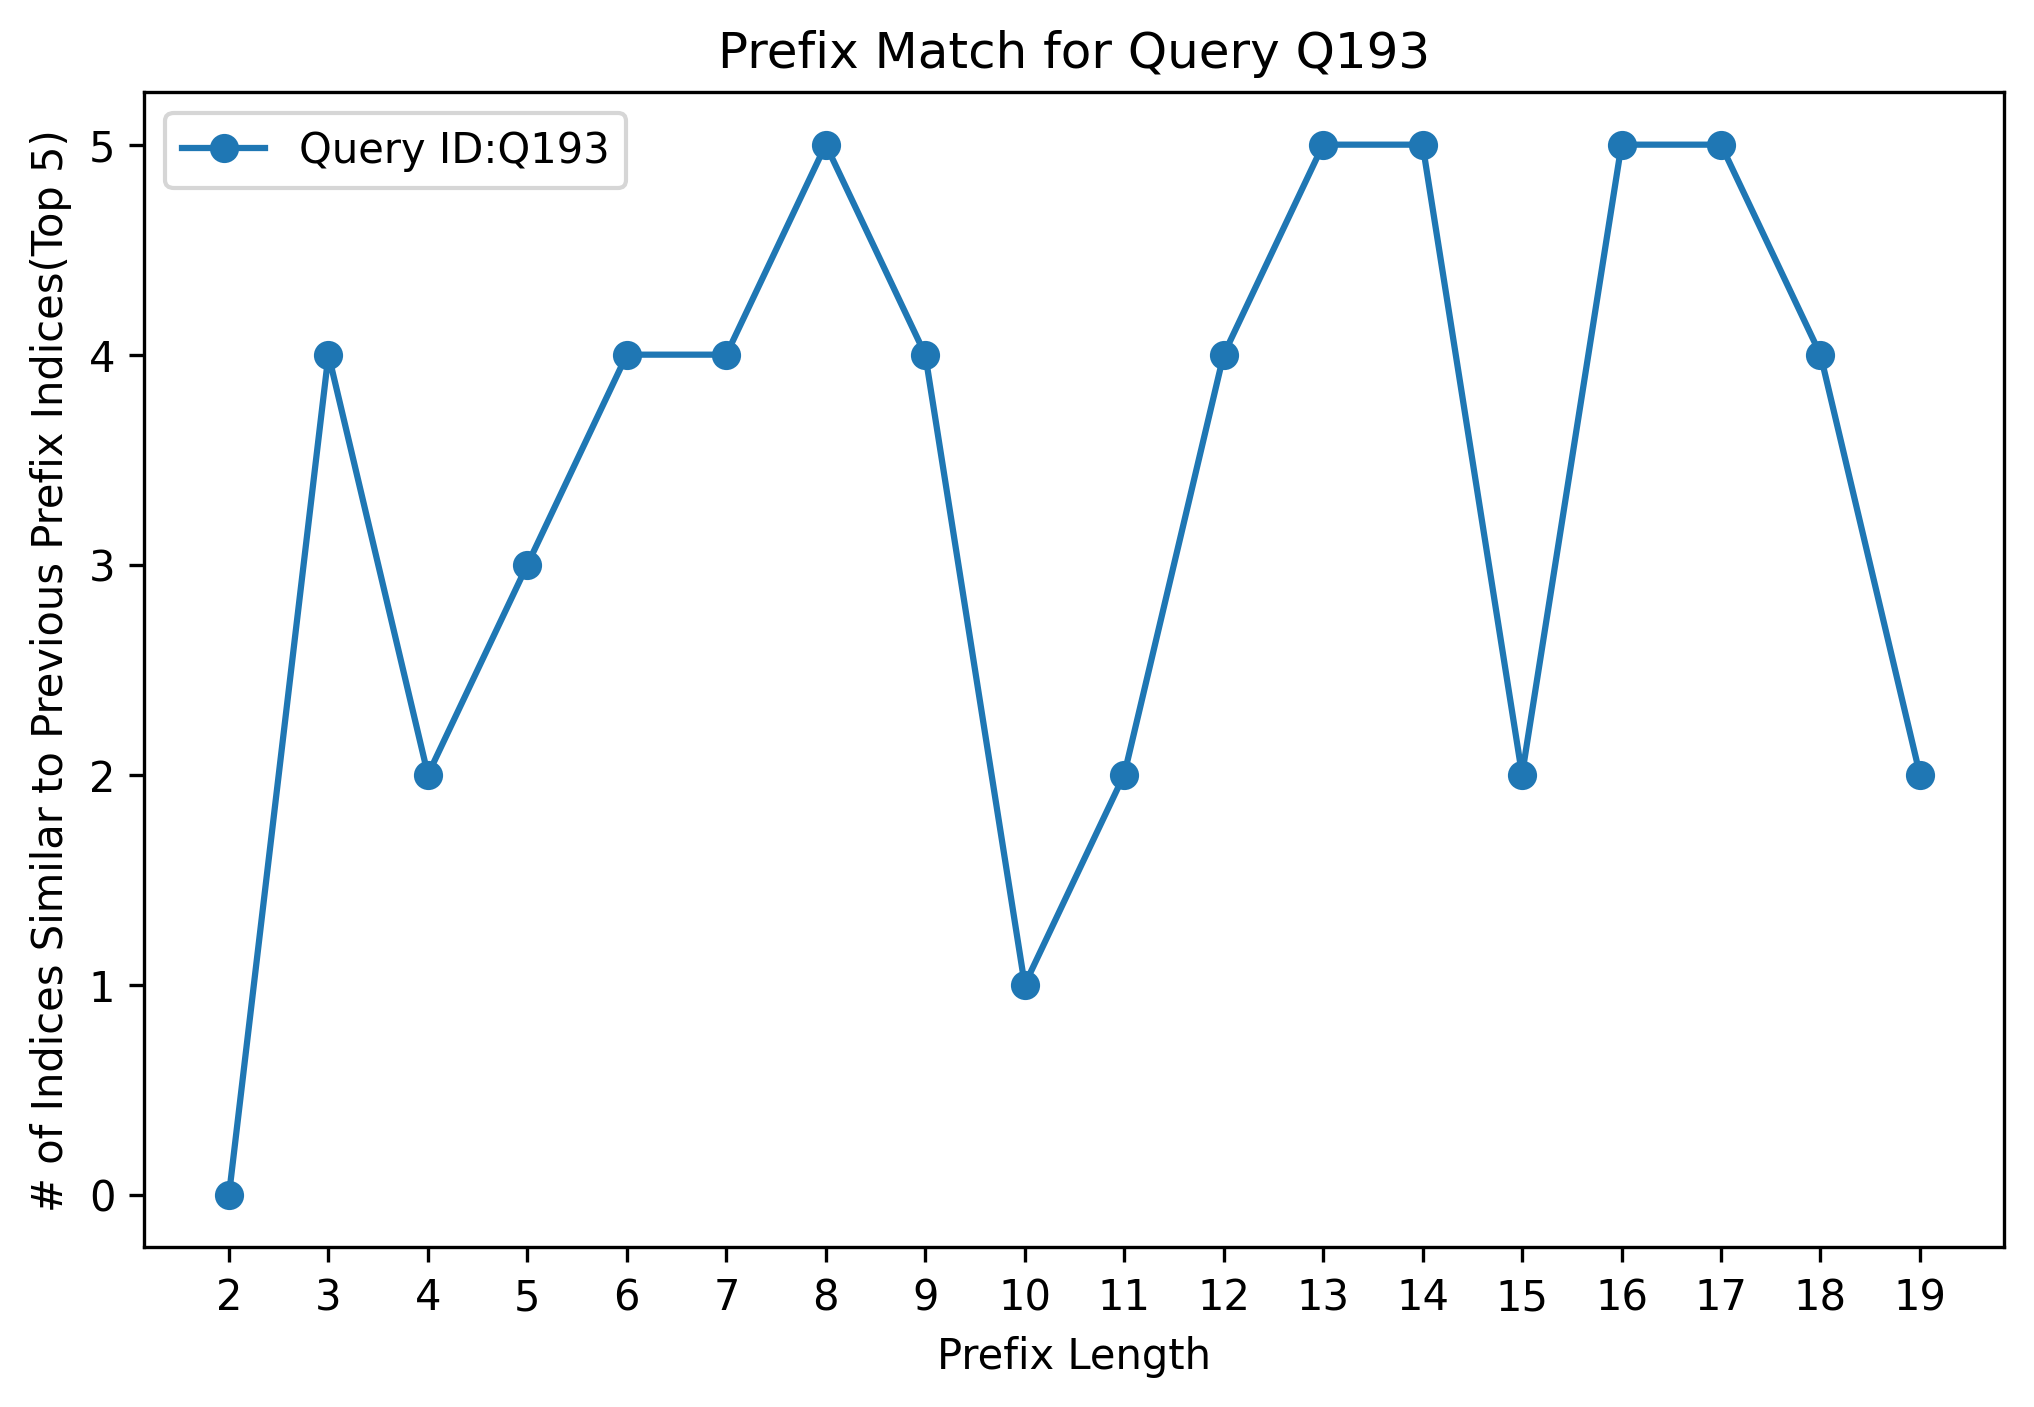 Prefix Match for Query Q193
Query ID:Q193
# of Indices Similar to Previous Prefix Indices(Top 5)
5
4
3
2
1
0
2 3 4 5 6 7 8 9 10 11 12 13 14 15 16 17 18 19
Prefix Length